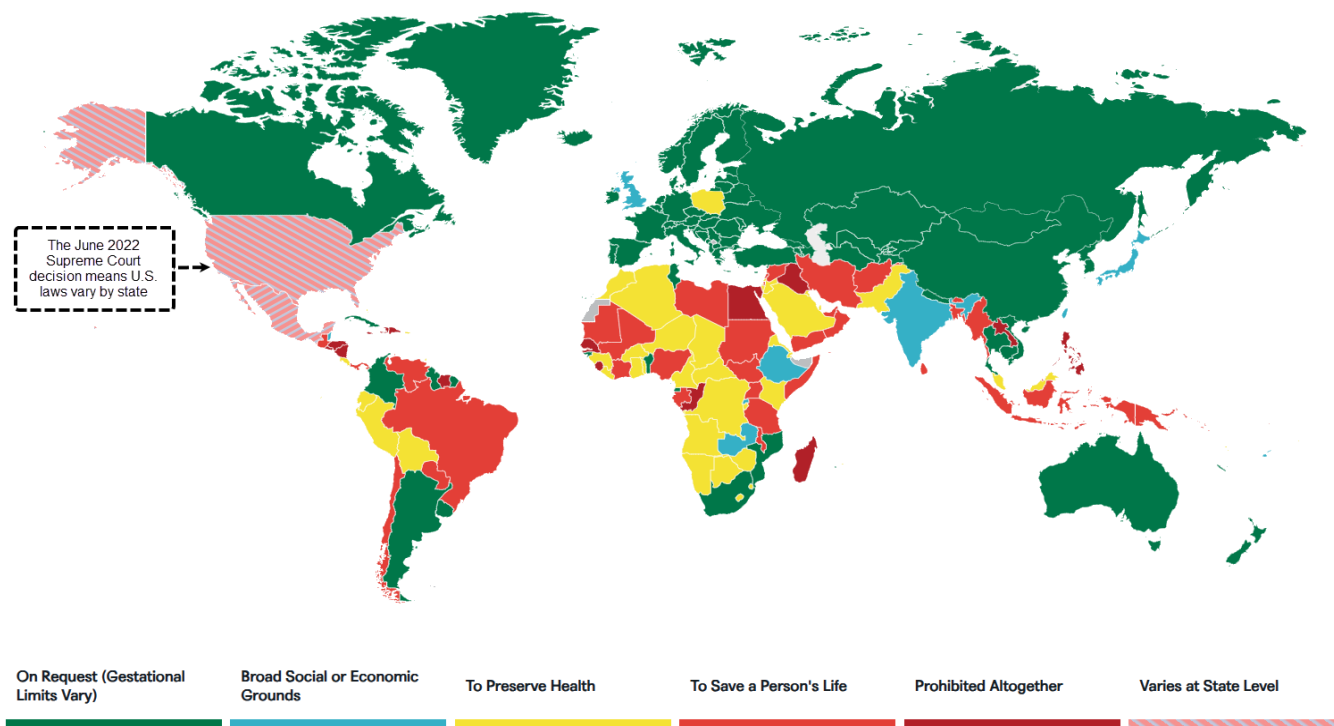 The June 2022
Supreme Court
decision means U.S.
laws vary by state
On Request (Gestational
Limits Vary)
Broad Social or Economic
Grounds
To Preserve Health
To Save a Person's Life
Prohibited Altogether
Varies at State Level